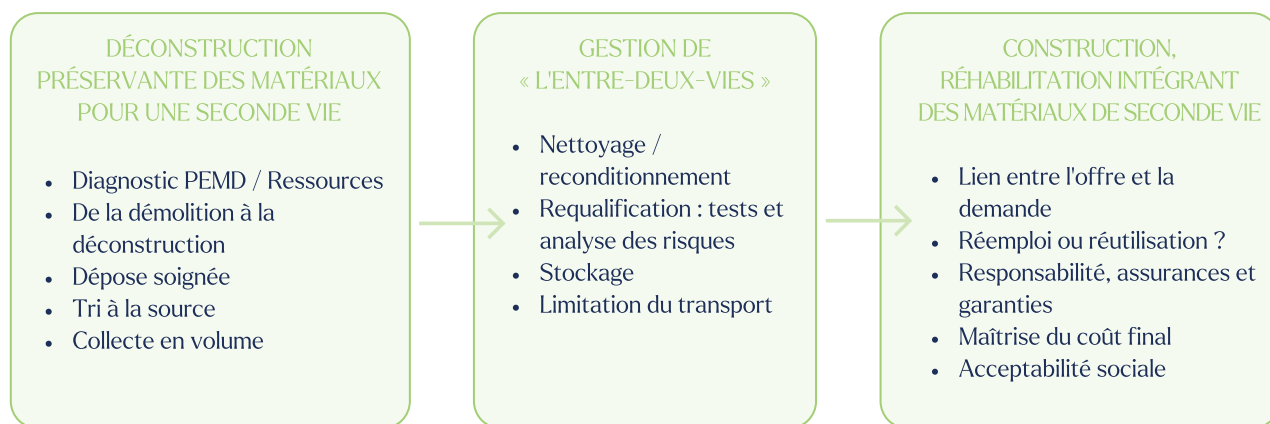 DÉCONSTRUCTION
PRÉSERVANTE DES MATÉRIAUX
POUR UNE SECONDE VIE
• Diagnostic PEMD / Ressources
• De la démolition à la
déconstruction
• Dépose soignée
• Tri à la source
• Collecte en volume
GESTION DE
« L'ENTRE-DEUX-VIES »
• Nettoyage /
reconditionnement
• Requalification : tests et
analyse des risques
• Stockage
• Limitation du transport
CONSTRUCTION,
RÉHABILITATION INTÉGRANT
DES MATÉRIAUX DE SECONDE VIE
• Lien entre l'offre et la
demande
• Réemploi ou réutilisation ?
• Responsabilité, assurances et
garanties
• Maîtrise du coût final
• Acceptabilité sociale